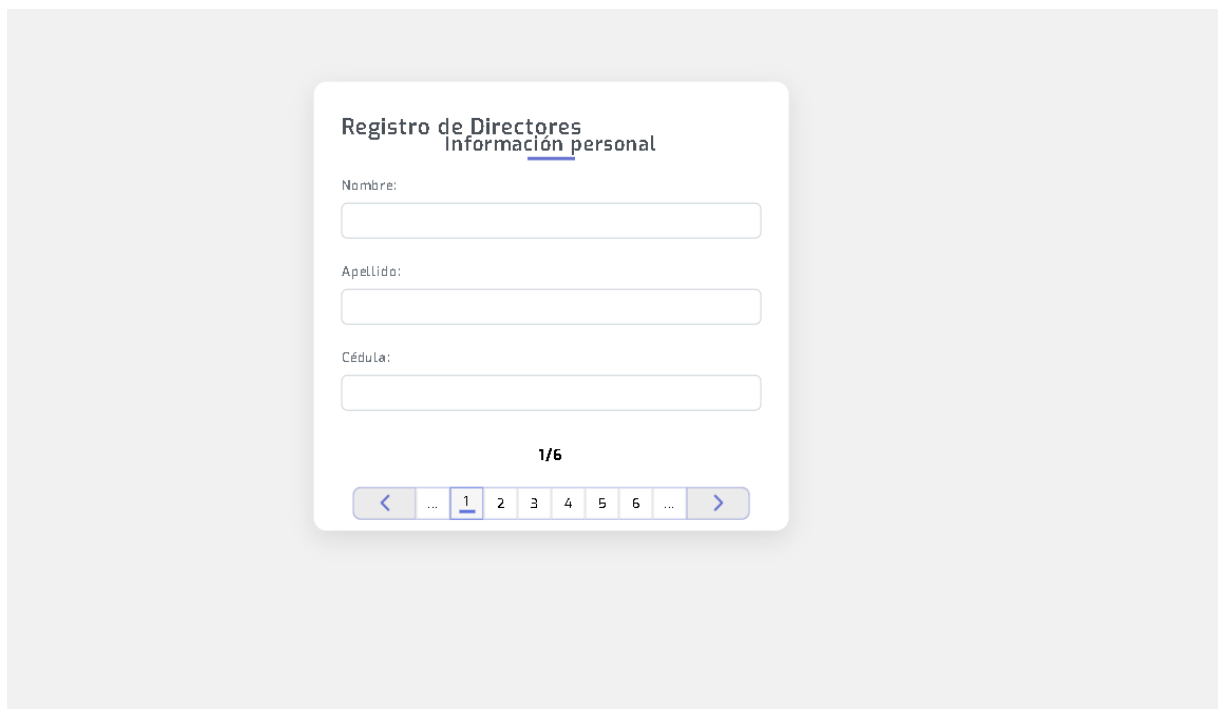 Registro de Directores
Información personal
Nombre:
Apellido:
Cédula:
1/6
... 1 2 3 4 5 6 ...